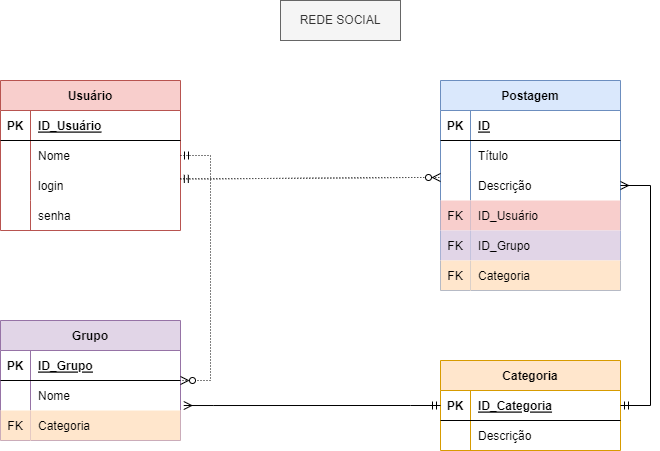 REDE SOCIAL
Usuário
PK ID_Usuário
Nome
login
senha
Postagem
PK ID
Título
Descrição
FK ID_Usuário
FK ID_Grupo
FK Categoria
Grupo
PK ID_Grupo
Nome
FK Categoria
Categoria
PK ID_Categoria
Descrição